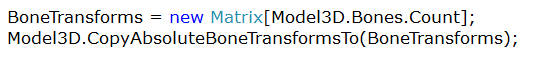 BoneTransforms = new Matrix[Model3D.Bones.Count];
Model3D.CopyAbsoluteBoneTransformsTo(BoneTransforms);